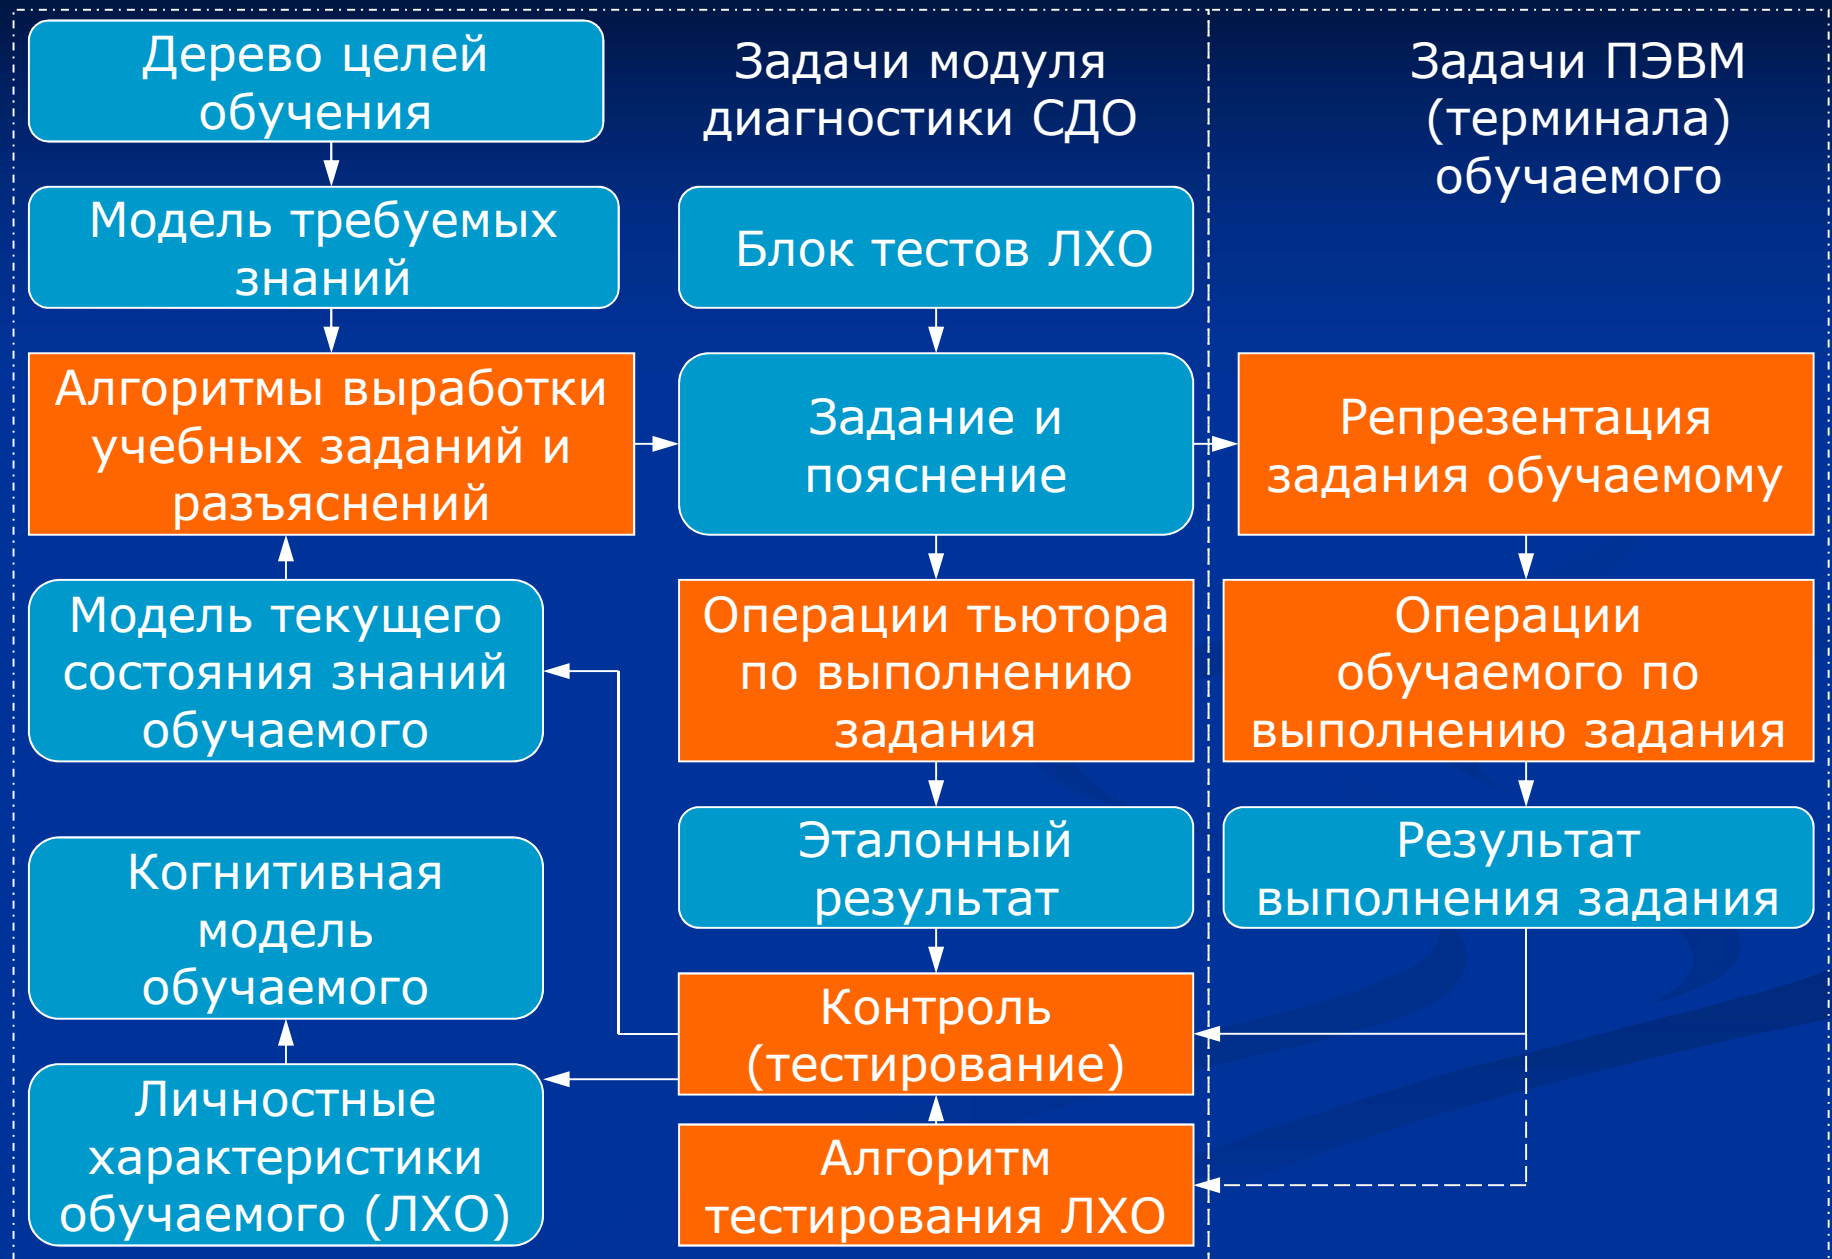 Дерево целей
обучения
Задачи модуля
диагностики СДО
Задачи ПЭВМ
(терминала)
обучаемого
Модель требуемых
знаний
Блок тестов ЛХО
Алгоритмы выработки
учебных заданий и
разъяснений
Задание и
пояснение
Репрезентация
задания обучаемому
Модель текущего
состояния знаний
обучаемого
Операции тьютора
по выполнению
задания
Операции
обучаемого по
выполнению задания
Когнитивная
модель
обучаемого
Эталонный
результат
Результат
выполнения задания
Контроль
(тестирование)
Личностные
характеристики
обучаемого (ЛХО)
Алгоритм
тестирования ЛХО